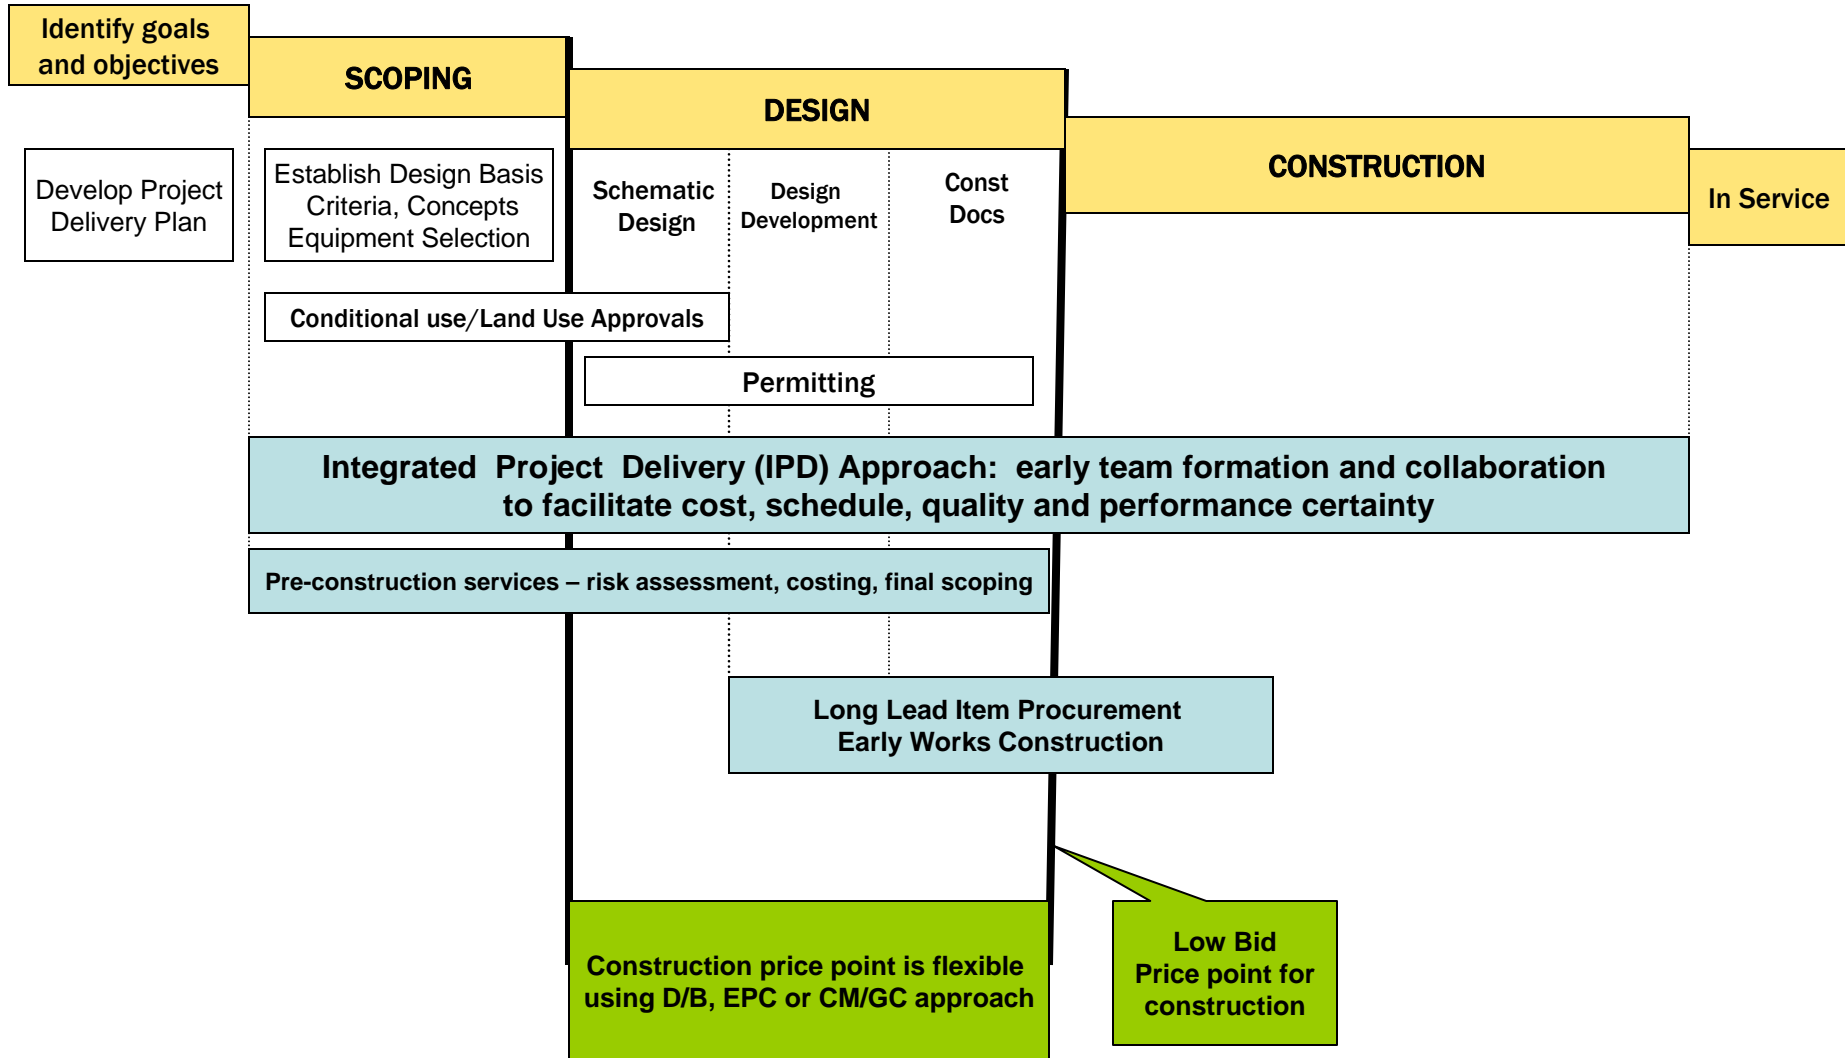 Identify goals
and objectives
SCOPING
DESIGN
CONSTRUCTION
In Service
Develop Project
Delivery Plan
Establish Design Basis
Criteria, Concepts
Equipment Selection
Schematic
Design
Design
Development
Const
Docs
Conditional use/Land Use Approvals
Permitting
Integrated Project Delivery (IPD) Approach: early team formation and collaboration
to facilitate cost, schedule, quality and performance certainty
Pre-construction services – risk assessment, costing, final scoping
Long Lead Item Procurement
Early Works Construction
Construction price point is flexible
using D/B, EPC or CM/GC approach
Low Bid
Price point for
construction